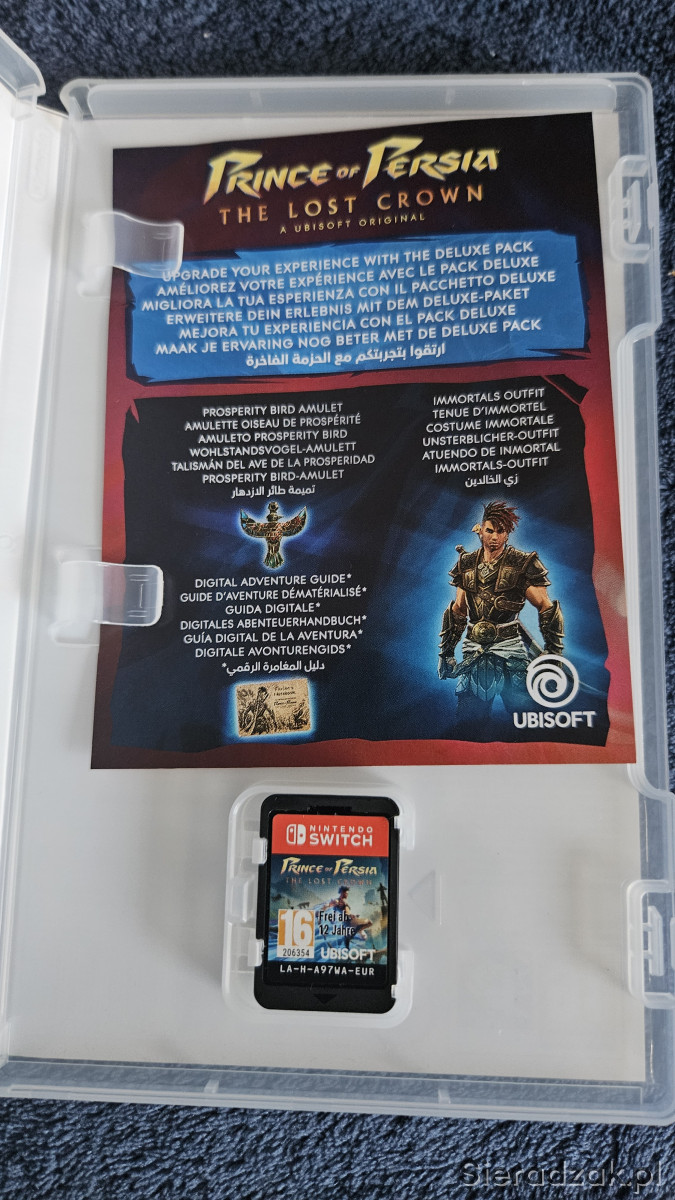 PRINCE OF PERSIA
THE LOST CROWN
A UBISOFT ORIGINAL
UPGRADE YOUR EXPERIENCE WITH THE DELUXE PACK
AMÉLIOREZ VOTRE EXPÉRIENCE AVEC LE PACK DELUXE
MIGLIORA LA TUA ESPERIENZA CON IL PACCHETTO DELUXE
ERWEITERE DEIN ERLEBNIS MIT DEM DELUXE-PAKET
MEJORA TU EXPERIENCIA CON EL PACK DELUXE
MAAK JE ERVARING NOG BETER MET DE DELUXE PACK
ارتقوا بتجربتكم مع الحزمة الفاخرة
PROSPERITY BIRD AMULET
AMULETTE OISEAU DE PROSPÉRITÉ
AMULETO PROSPERITY BIRD
WOHLSTANDSVOGEL-AMULETT
TALISMÁN DEL AVE DE LA PROSPERIDAD
PROSPERITY BIRD-AMULET
تميمة طائر الازدهار
IMMORTALS OUTFIT
TENUE D'IMMORTEL
COSTUME IMMORTALE
UNSTERBLICHER-OUTFIT
ATUENDO DE INMORTAL
IMMORTALS-OUTFIT
زي الخالدين
DIGITAL ADVENTURE GUIDE*
GUIDE D'AVENTURE DÉMATÉRIALISÉ*
GUIDA DIGITALE*
DIGITALES ABENTEUERHANDBUCH*
GUÍA DIGITAL DE LA AVENTURA*
DIGITALE AVONTURENGIDS*
دليل المغامرة الرقمي*
UBISOFT
NINTENDO
SWITCH
PRINCE OF PERSIA
THE LOST CROWN
16
Frei ab
12 Jahre
206354
UBISOFT
LA-H-A97WA-EUR
Sieradzak.pl